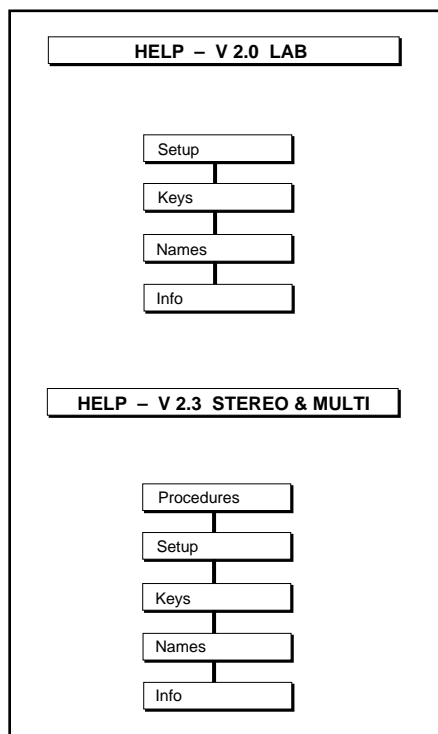 HELP – V 2.0 LAB
Setup
Keys
Names
Info
HELP – V 2.3 STEREO & MULTI
Procedures
Setup
Keys
Names
Info